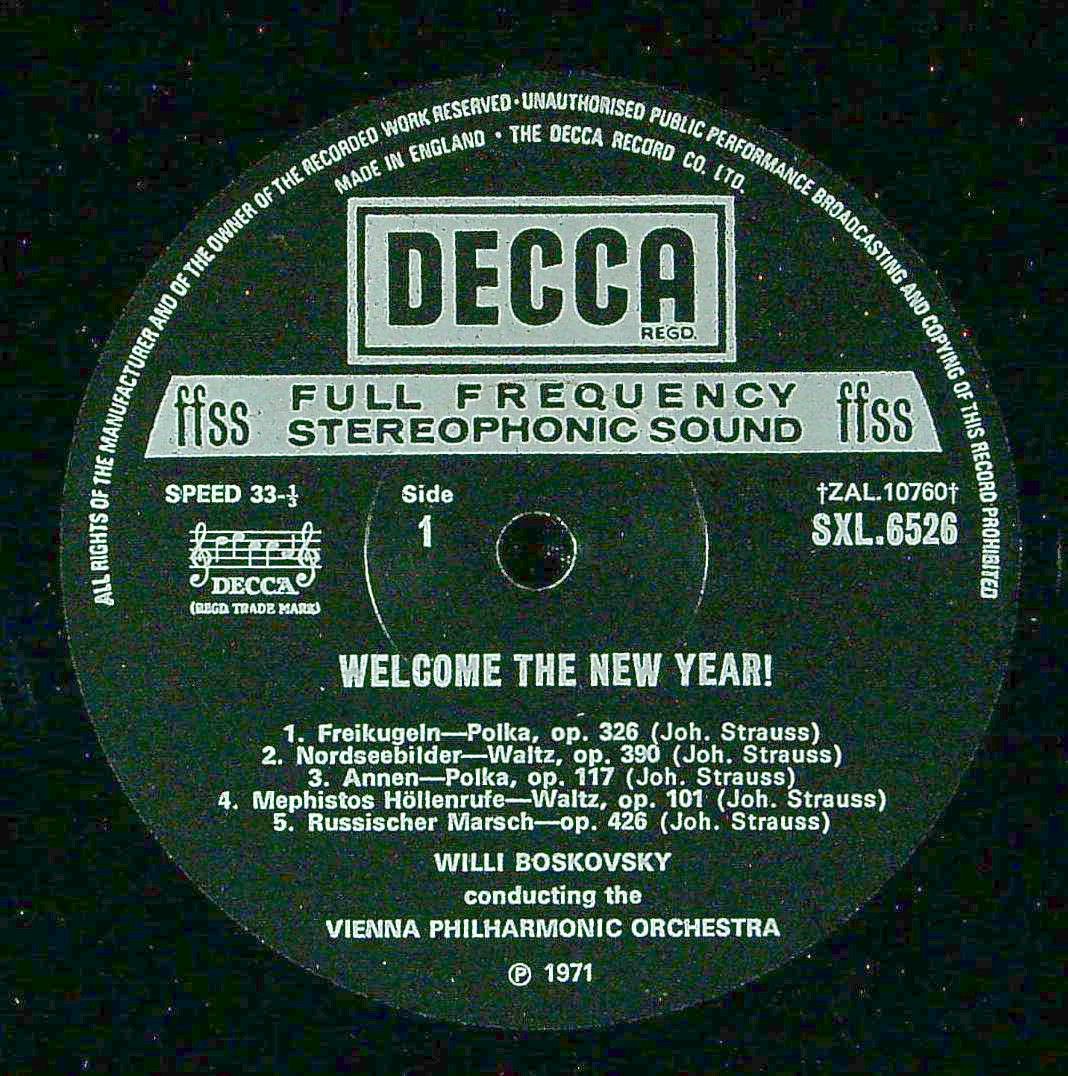 ALL RIGHTS OF THE MANUFACTURER AND OF THE OWNER OF THE RECORDED WORK RESERVED · UNAUTHORISED PUBLIC PERFORMANCE BROADCASTING AND COPYING OF THIS RECORD PROHIBITED
MADE IN ENGLAND · THE DECCA RECORD CO. LTD.
DECCA
REGD.
ffss FULL FREQUENCY STEREOPHONIC SOUND ffss
SPEED 33-⅓
DECCA
(REGD. TRADE MARK)
Side
1
†ZAL.10760†
SXL.6526
WELCOME THE NEW YEAR!
1. Freikugeln—Polka, op. 326 (Joh. Strauss)
2. Nordseebilder—Waltz, op. 390 (Joh. Strauss)
3. Annen—Polka, op. 117 (Joh. Strauss)
4. Mephistos Höllenrufe—Waltz, op. 101 (Joh. Strauss)
5. Russischer Marsch—op. 426 (Joh. Strauss)
WILLI BOSKOVSKY
conducting the
VIENNA PHILHARMONIC ORCHESTRA
℗ 1971